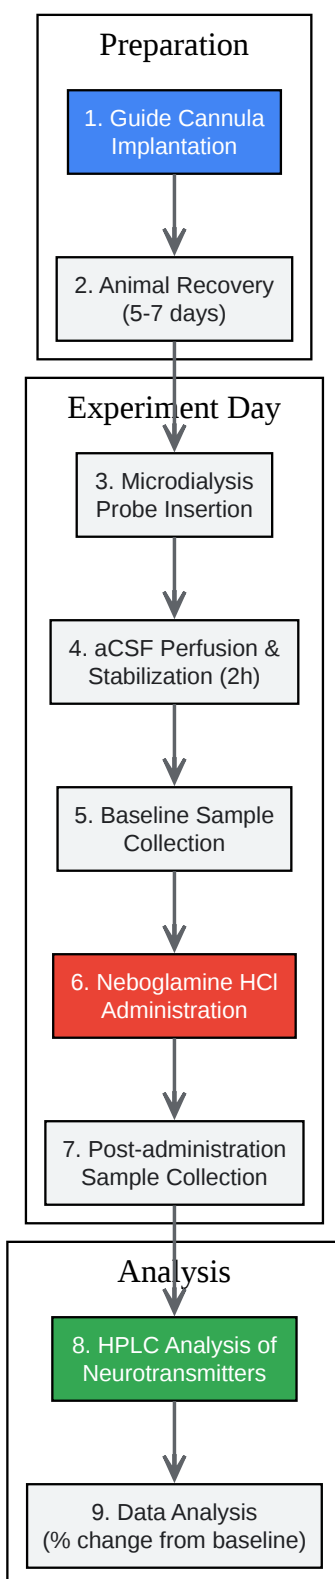 Preparation
1. Guide Cannula
Implantation
2. Animal Recovery
(5-7 days)
Experiment Day
3. Microdialysis
Probe Insertion
4. aCSF Perfusion &
Stabilization (2h)
5. Baseline Sample
Collection
6. Neboglamine HCl
Administration
7. Post-administration
Sample Collection
Analysis
8. HPLC Analysis of
Neurotransmitters
9. Data Analysis
(% change from baseline)